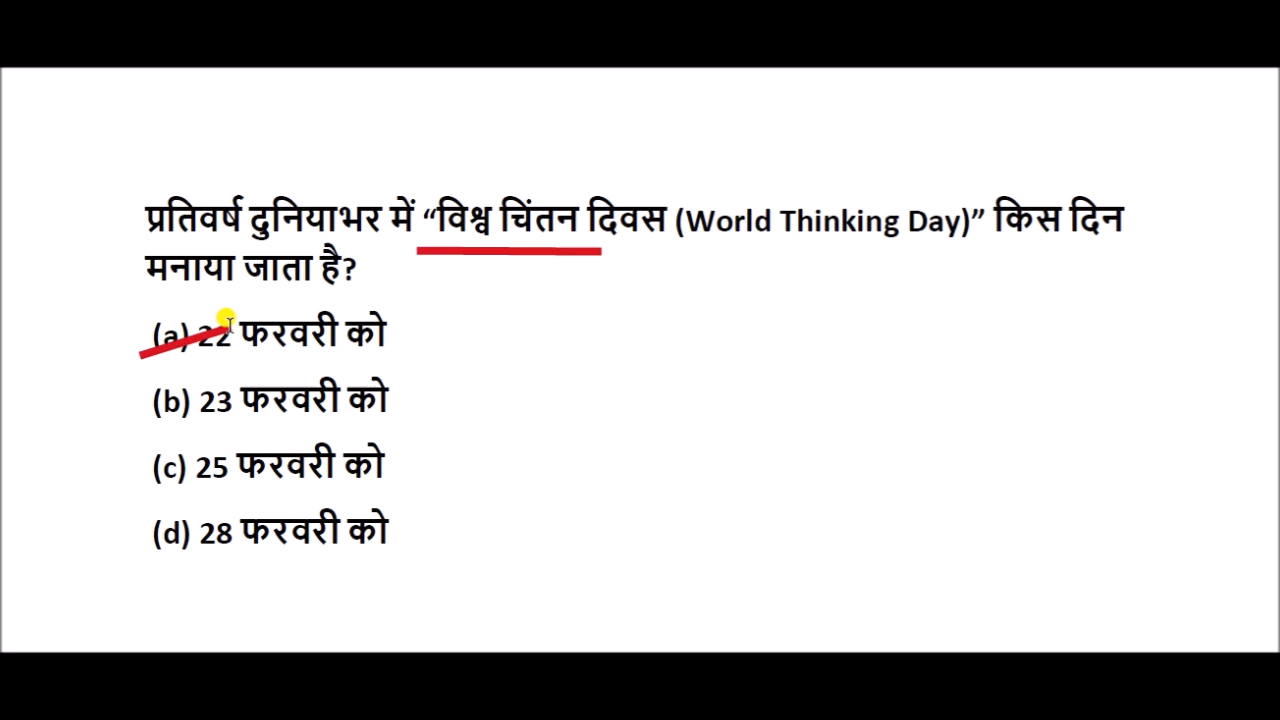 प्रतिवर्ष दुनियाभर में “विश्व चिंतन दिवस (World Thinking Day)” किस दिन
मनाया जाता है?
(a) 22 फरवरी को
(b) 23 फरवरी को
(c) 25 फरवरी को
(d) 28 फरवरी को